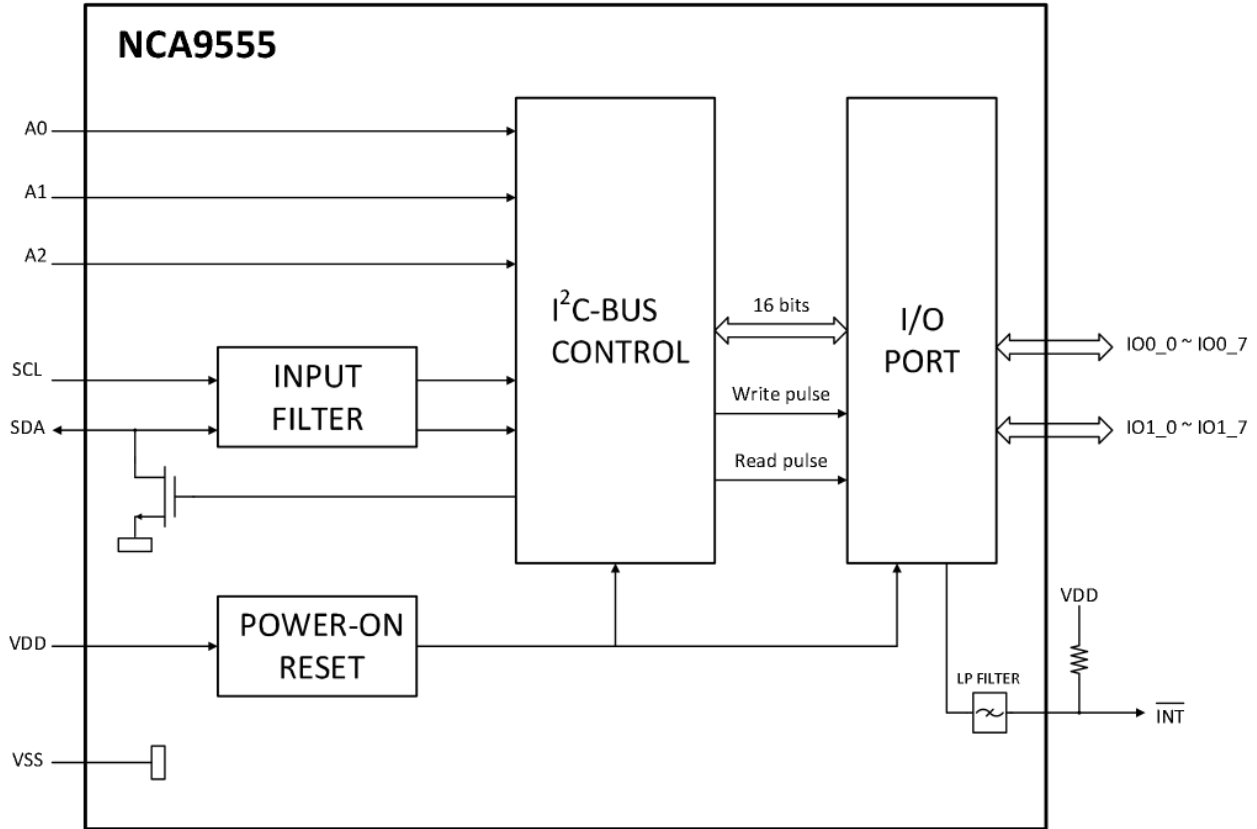 NCA9555
A0
A1
A2
SCL
SDA
VDD
VSS
INPUT
FILTER
POWER-ON
RESET
I²C-BUS
CONTROL
16 bits
Write pulse
Read pulse
I/O
PORT
IO0_0 ~ IO0_7
IO1_0 ~ IO1_7
VDD
LP FILTER
INT